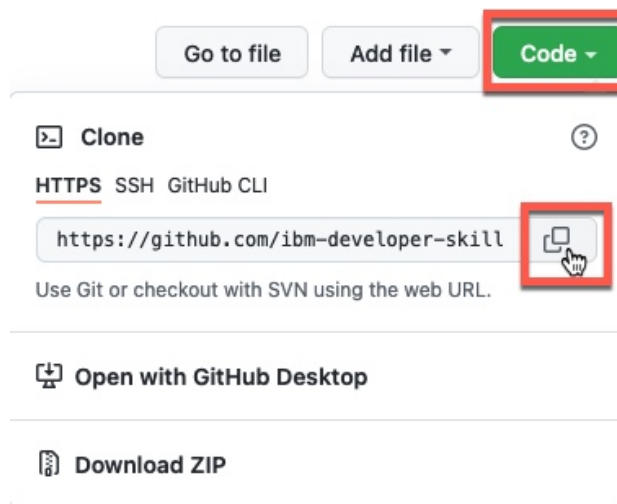 Go to file Add file Code
Clone
HTTPS SSH GitHub CLI
https://github.com/ibm-developer-skill
Use Git or checkout with SVN using the web URL.
Open with GitHub Desktop
Download ZIP